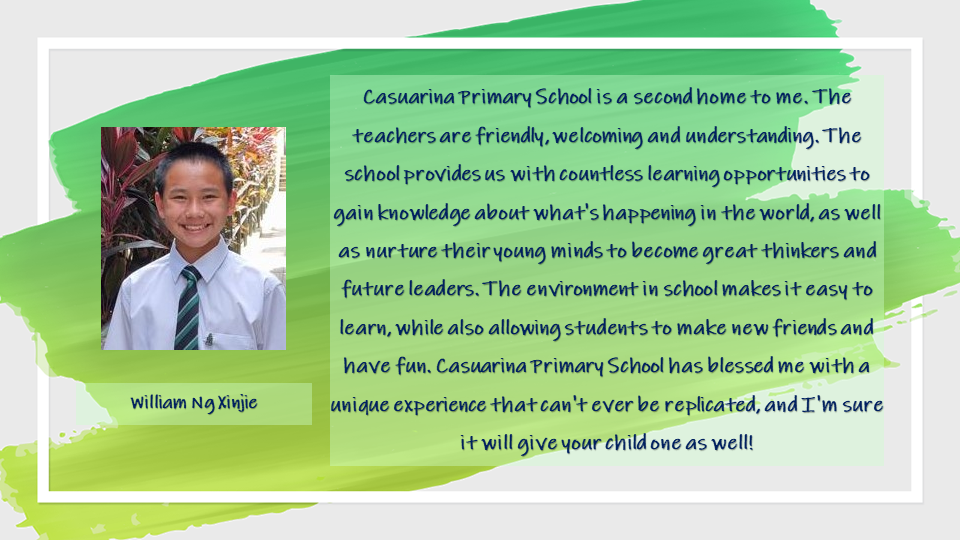 Casuarina Primary School is a second home to me. The
teachers are friendly, welcoming and understanding. The
school provides us with countless learning opportunities to
gain knowledge about what's happening in the world, as well
as nurture their young minds to become great thinkers and
future leaders. The environment in school makes it easy to
learn, while also allowing students to make new friends and
have fun. Casuarina Primary School has blessed me with a
unique experience that can't ever be replicated, and I'm sure
it will give your child one as well!
William Ng Xinjie